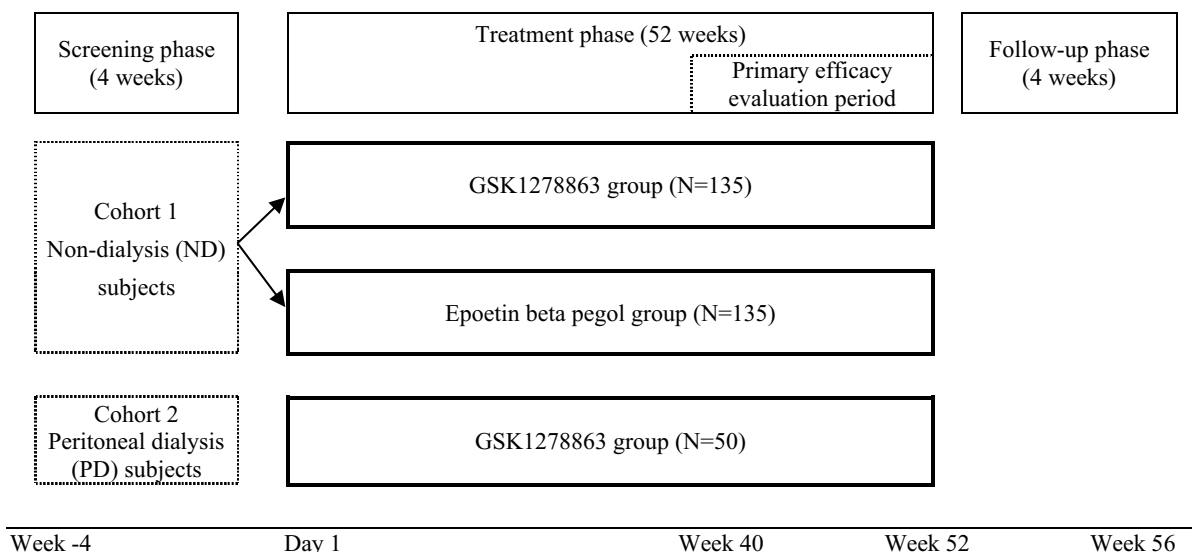 Screening phase
(4 weeks)
Treatment phase (52 weeks)
Primary efficacy
evaluation period
Follow-up phase
(4 weeks)
Cohort 1
Non-dialysis (ND)
subjects
GSK1278863 group (N=135)
Epoetin beta pegol group (N=135)
Cohort 2
Peritoneal dialysis
(PD) subjects
GSK1278863 group (N=50)
Week -4 Day 1 Week 40 Week 52 Week 56